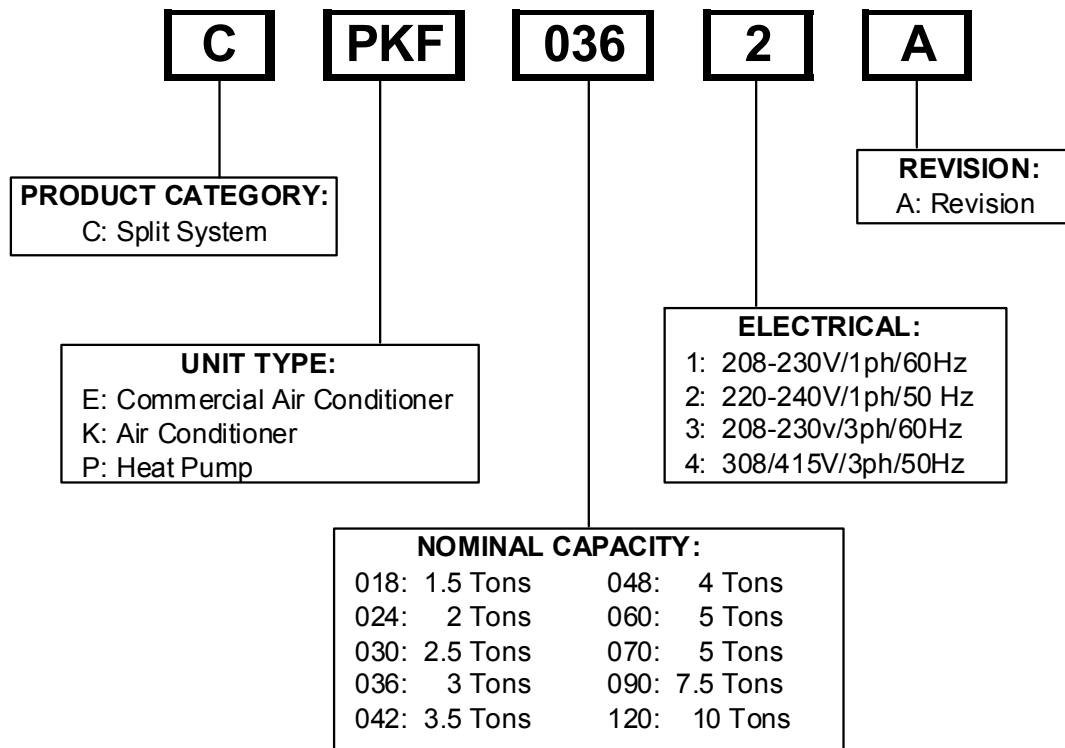 C PKF 036 2 A
PRODUCT CATEGORY:
C: Split System
REVISION:
A: Revision
UNIT TYPE:
E: Commercial Air Conditioner
K: Air Conditioner
P: Heat Pump
ELECTRICAL:
1: 208-230V/1ph/60Hz
2: 220-240V/1ph/50 Hz
3: 208-230v/3ph/60Hz
4: 308/415V/3ph/50Hz
NOMINAL CAPACITY:
018: 1.5 Tons 048: 4 Tons
024: 2 Tons 060: 5 Tons
030: 2.5 Tons 070: 5 Tons
036: 3 Tons 090: 7.5 Tons
042: 3.5 Tons 120: 10 Tons